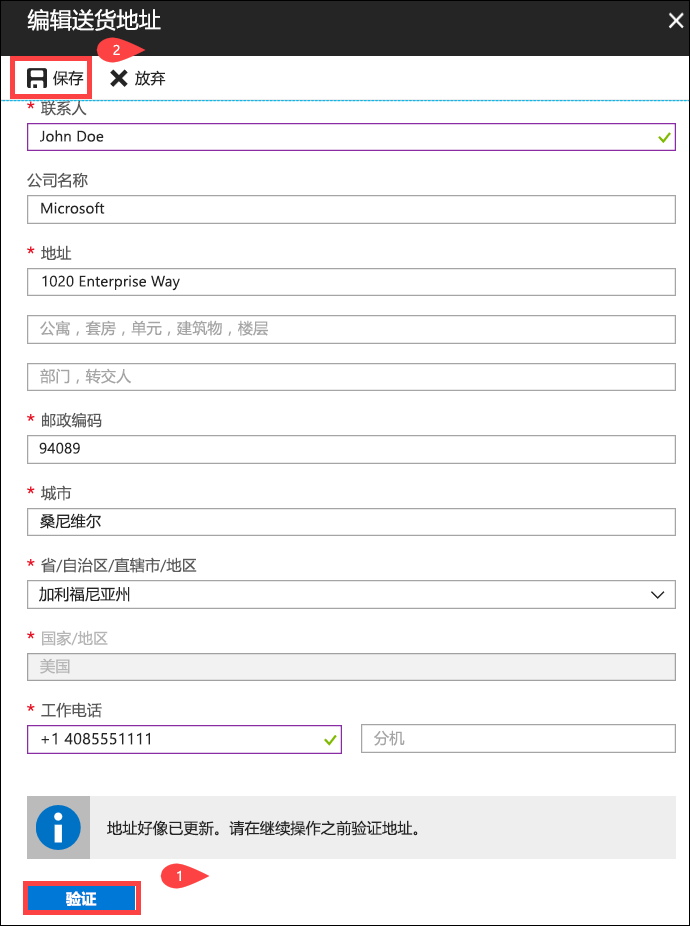 编辑送货地址
2
保存 放弃
* 联系人
John Doe
公司名称
Microsoft
* 地址
1020 Enterprise Way
公寓，套房，单元，建筑物，楼层
部门，转交人
* 邮政编码
94089
* 城市
桑尼维尔
* 省/自治区/直辖市/地区
加利福尼亚州
* 国家/地区
美国
* 工作电话
+1 4085551111 分机
地址好像已更新。请在继续操作之前验证地址。
1
验证